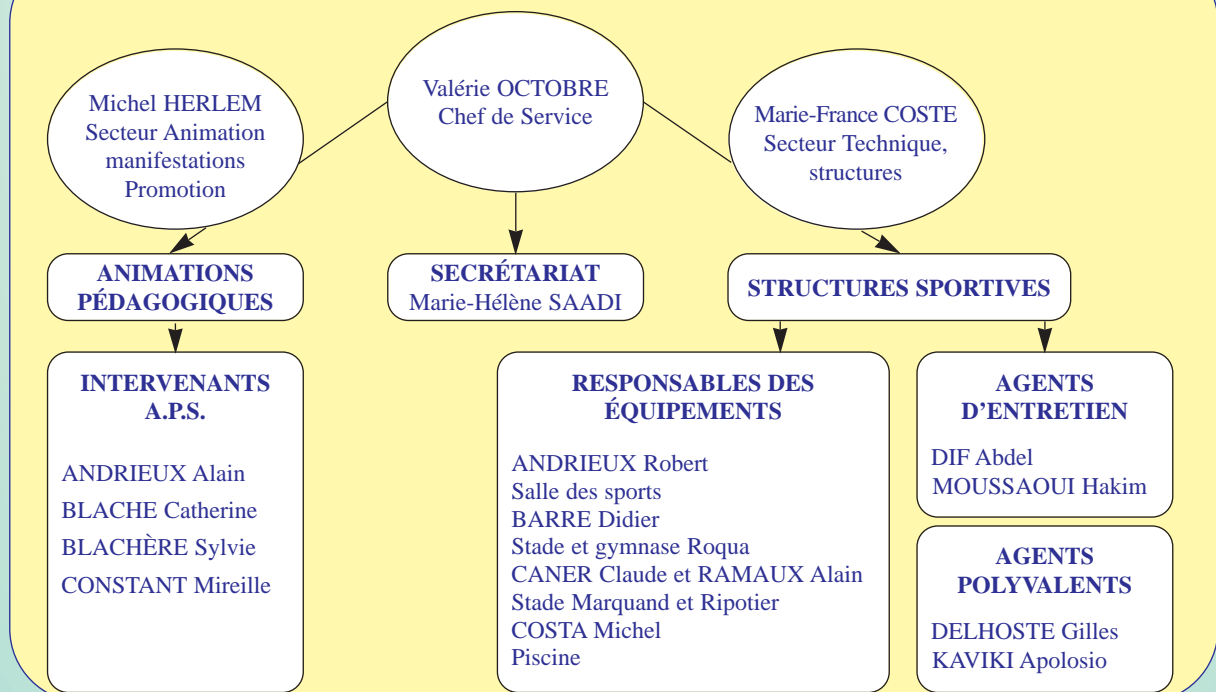 Michel HERLEM
Secteur Animation
manifestations
Promotion
Valérie OCTOBRE
Chef de Service
Marie-France COSTE
Secteur Technique,
structures
ANIMATIONS
PÉDAGOGIQUES
SECRÉTARIAT
Marie-Hélène SAADI
STRUCTURES SPORTIVES
INTERVENANTS
A.P.S.
ANDRIEUX Alain
BLACHE Catherine
BLACHÈRE Sylvie
CONSTANT Mireille
RESPONSABLES DES
ÉQUIPEMENTS
ANDRIEUX Robert
Salle des sports
BARRE Didier
Stade et gymnase Roqua
CANER Claude et RAMAUX Alain
Stade Marquand et Ripotier
COSTA Michel
Piscine
AGENTS
D’ENTRETIEN
DIF Abdel
MOUSSAOUI Hakim
AGENTS
POLYVALENTS
DELHOSTE Gilles
KAVIKI Apolosio